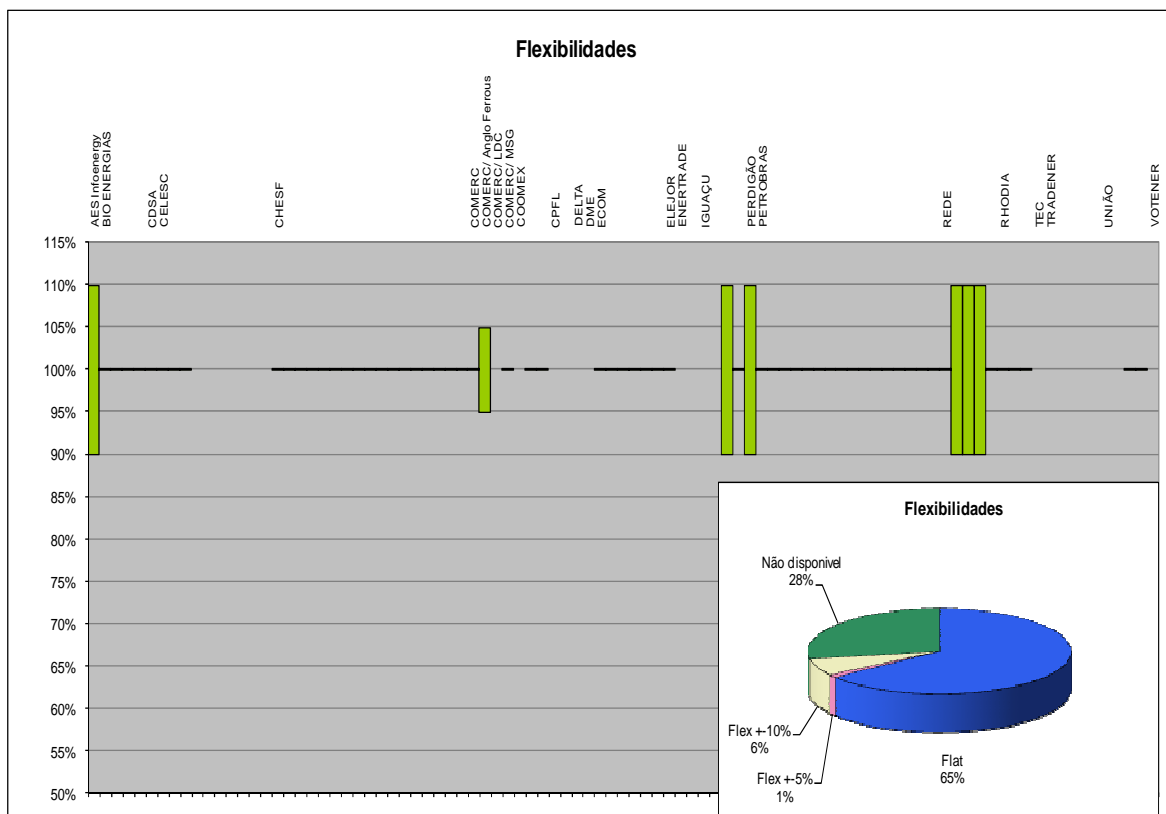 Flexibilidades
AES Infoenergy
BIO ENERGIAS
CDSA
CELESC
CHESF
COMERC
COMERC/ Anglo Ferrous
COMERC/ LDC
COMERC/ MSG
COOMEX
CPFL
DELTA
DME
ECOM
ELEJOR
ENERTRADE
IGUAÇU
PERDIGÃO
PETROBRAS
REDE
RHODIA
TEC
TRADENER
UNIÃO
VOTENER
115%
110%
105%
100%
95%
90%
85%
80%
75%
70%
65%
60%
55%
50%
Flexibilidades
Não disponivel
28%
Flex +-10%
6%
Flex +-5%
1%
Flat
65%